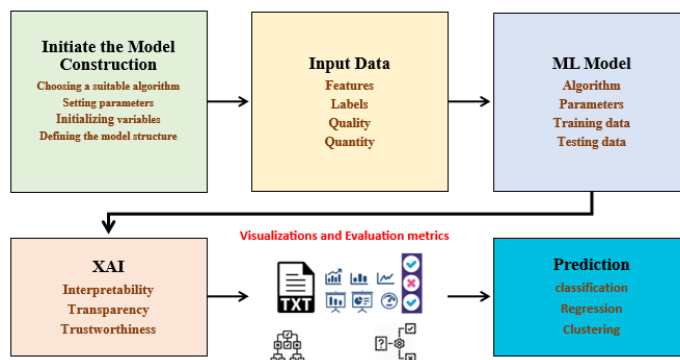 Initiate the Model
Construction
Choosing a suitable algorithm
Setting parameters
Initializing variables
Defining the model structure
Input Data
Features
Labels
Quality
Quantity
ML Model
Algorithm
Parameters
Training data
Testing data
XAI
Interpretability
Transparency
Trustworthiness
Visualizations and Evaluation metrics
TXT
?
Prediction
classification
Regression
Clustering